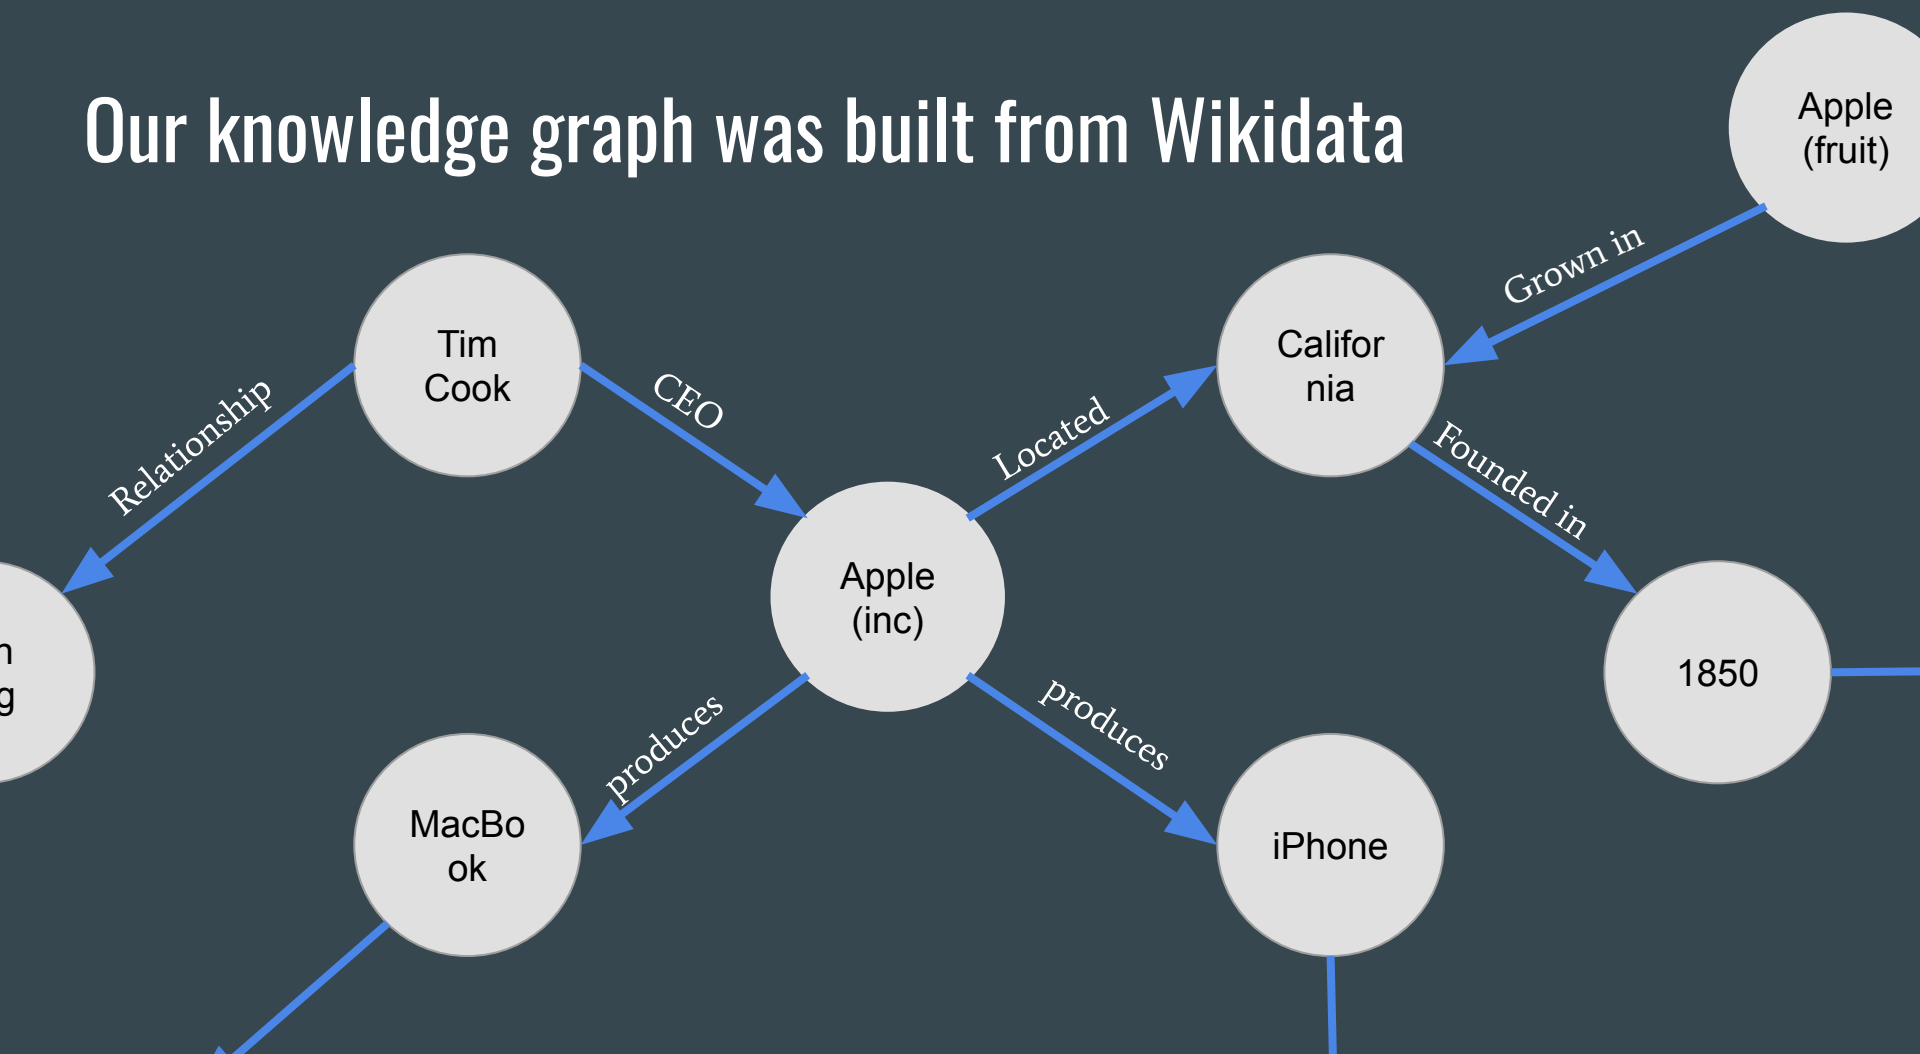 Our knowledge graph was built from Wikidata
Apple
(fruit)
Grown in
Tim
Cook
Califor
nia
Relationship
CEO
Located
Founded in
Apple
(inc)
n
g
1850
produces
produces
MacBo
ok
iPhone